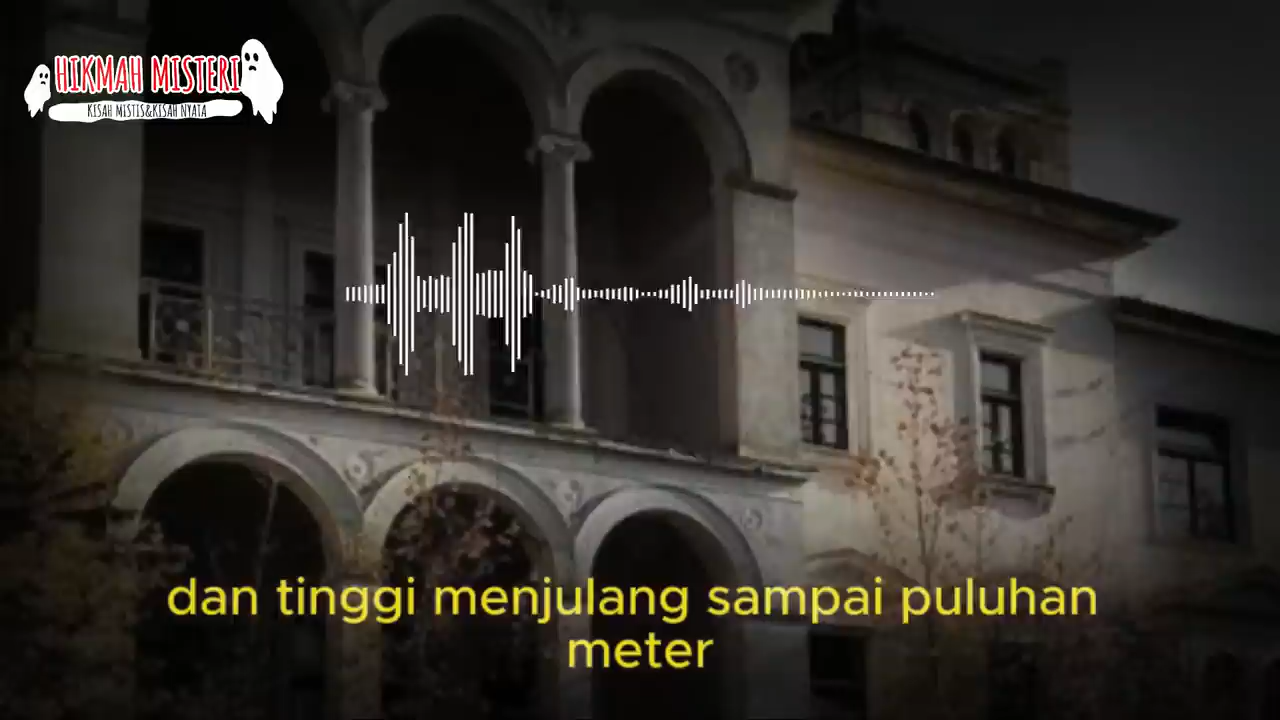 HIKMAH MISTERI
KISAH MISTIS&KISAH NYATA
dan tinggi menjulang sampai puluhan
meter